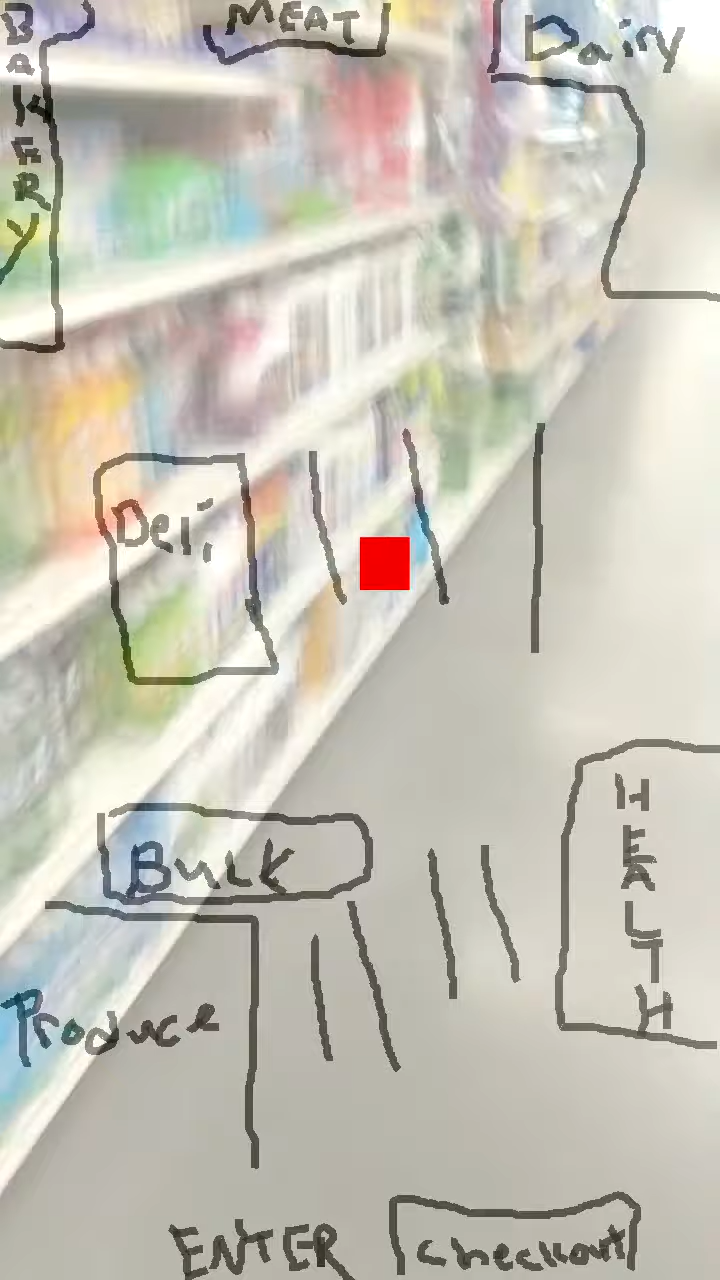 BAKERY
MEAT
Dairy
Deli
BULK
HEALTH
Produce
ENTER
checkout